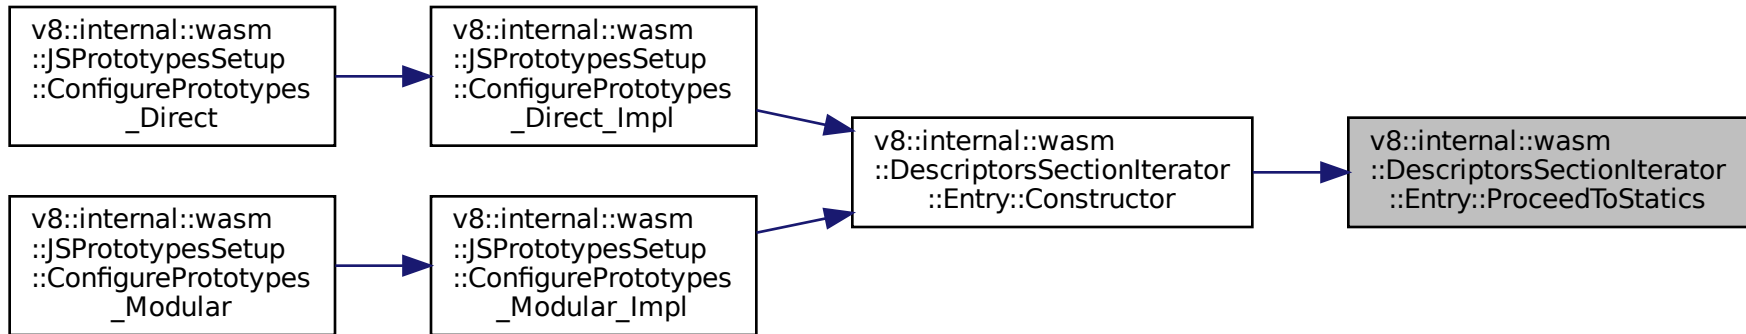 v8::internal::wasm
::JSPrototypesSetup
::ConfigurePrototypes
_Direct
v8::internal::wasm
::JSPrototypesSetup
::ConfigurePrototypes
_Direct_Impl
v8::internal::wasm
::DescriptorsSectionIterator
::Entry::Constructor
v8::internal::wasm
::DescriptorsSectionIterator
::Entry::ProceedToStatics
v8::internal::wasm
::JSPrototypesSetup
::ConfigurePrototypes
_Modular
v8::internal::wasm
::JSPrototypesSetup
::ConfigurePrototypes
_Modular_Impl